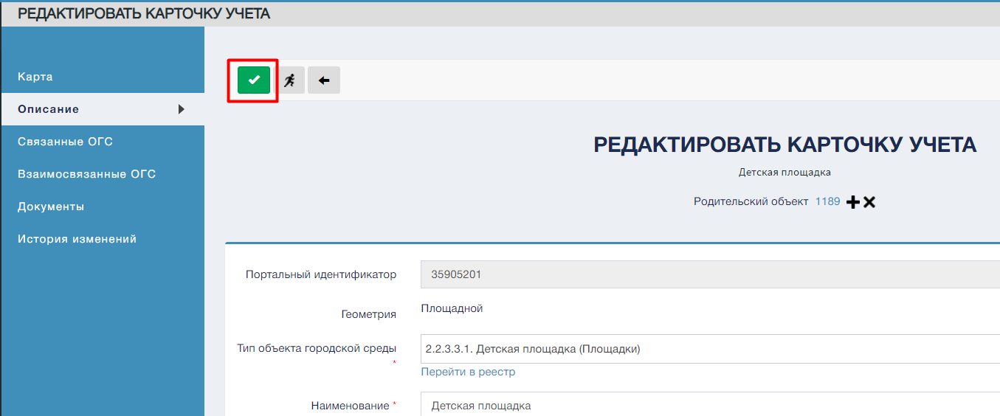 РЕДАКТИРОВАТЬ КАРТОЧКУ УЧЕТА
Карта
Описание
Связанные ОГС
Взаимосвязанные ОГС
Документы
История изменений
РЕДАКТИРОВАТЬ КАРТОЧКУ УЧЕТА
Детская площадка
Родительский объект 1189
Портальный идентификатор 35905201
Геометрия Площадной
Тип объекта городской среды * 2.2.3.3.1. Детская площадка (Площадки)
Перейти в реестр
Наименование * Детская площадка